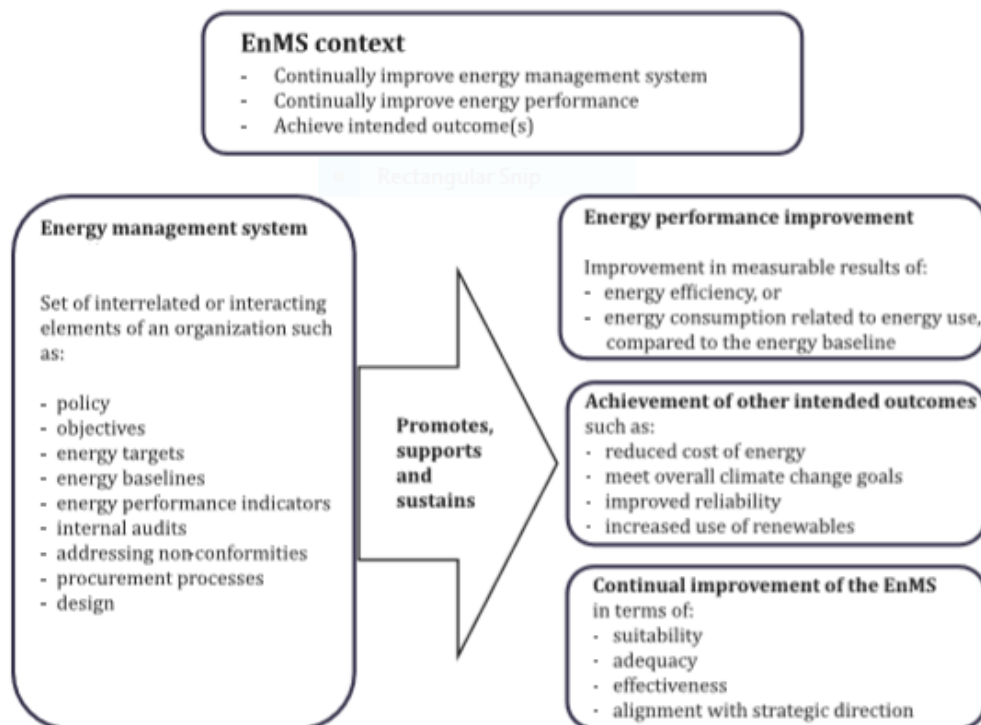 EnMS context
- Continually improve energy management system
- Continually improve energy performance
- Achieve intended outcome(s)
Rectangular Snip
Energy management system
Set of interrelated or interacting
elements of an organization such
as:
- policy
- objectives
- energy targets
- energy baselines
- energy performance indicators
- internal audits
- addressing non-conformities
- procurement processes
- design
Promotes,
supports
and
sustains
Energy performance improvement
Improvement in measurable results of:
- energy efficiency, or
- energy consumption related to energy use,
compared to the energy baseline
Achievement of other intended outcomes
such as:
- reduced cost of energy
- meet overall climate change goals
- improved reliability
- increased use of renewables
Continual improvement of the EnMS
in terms of:
- suitability
- adequacy
- effectiveness
- alignment with strategic direction